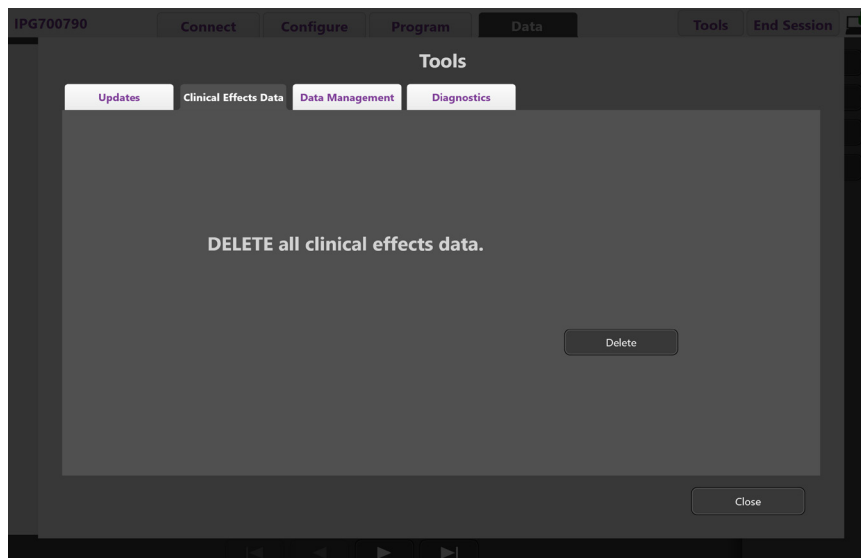 IPG700790 Connect Configure Program Data Tools End Session
Tools
Updates Clinical Effects Data Data Management Diagnostics
DELETE all clinical effects data.
Delete
Close